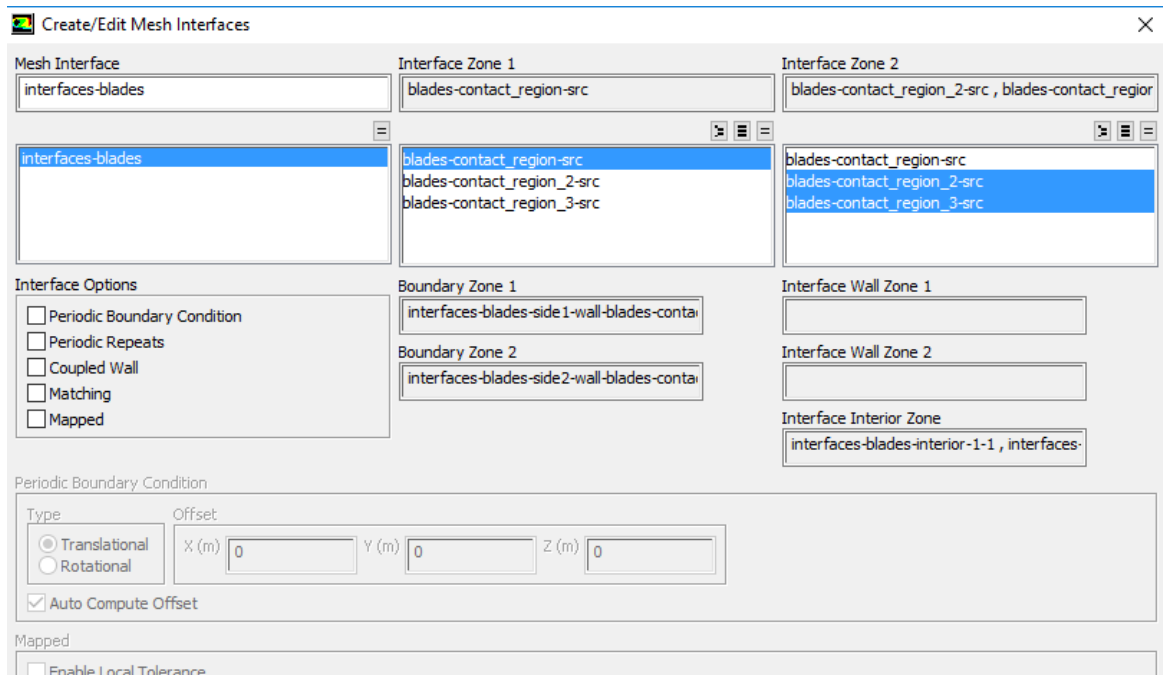 Create/Edit Mesh Interfaces
Mesh Interface
Interface Zone 1
Interface Zone 2
interfaces-blades
blades-contact_region-src
blades-contact_region_2-src , blades-contact_region
interfaces-blades
blades-contact_region-src
blades-contact_region_2-src
blades-contact_region_3-src
blades-contact_region-src
blades-contact_region_2-src
blades-contact_region_3-src
Interface Options
Periodic Boundary Condition
Periodic Repeats
Coupled Wall
Matching
Mapped
Boundary Zone 1
interfaces-blades-side1-wall-blades-conta
Boundary Zone 2
interfaces-blades-side2-wall-blades-conta
Interface Wall Zone 1
Interface Wall Zone 2
Interface Interior Zone
interfaces-blades-interior-1-1 , interfaces-
Periodic Boundary Condition
Type
Translational
Rotational
Offset
X (m) 0 Y (m) 0 Z (m) 0
Auto Compute Offset
Mapped
Enable Local Tolerance